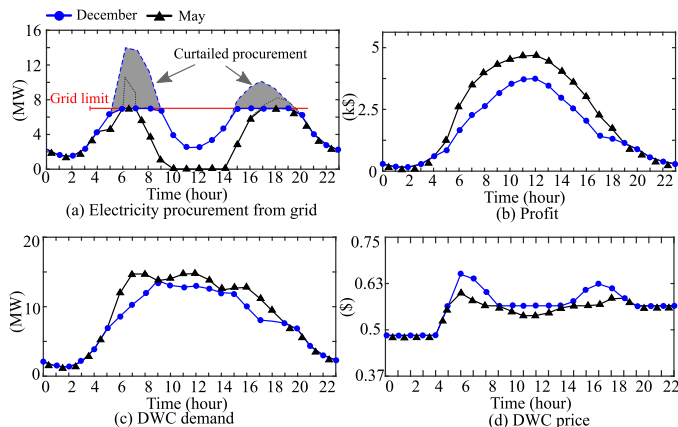 December May
16
12
8
4
0
(MW)
Curtailed procurement
Grid limit
0 2 4 6 8 10 12 14 16 18 20 22
Time (hour)
(a) Electricity procurement from grid
5
2.5
0
(k$)
0 2 4 6 8 10 12 14 16 18 20 22
Time (hour)
(b) Profit
20
10
0
(MW)
0 2 4 6 8 10 12 14 16 18 20 22
Time (hour)
(c) DWC demand
0.75
0.63
0.5
0.37
($)
0 2 4 6 8 10 12 14 16 18 20 22
Time (hour)
(d) DWC price